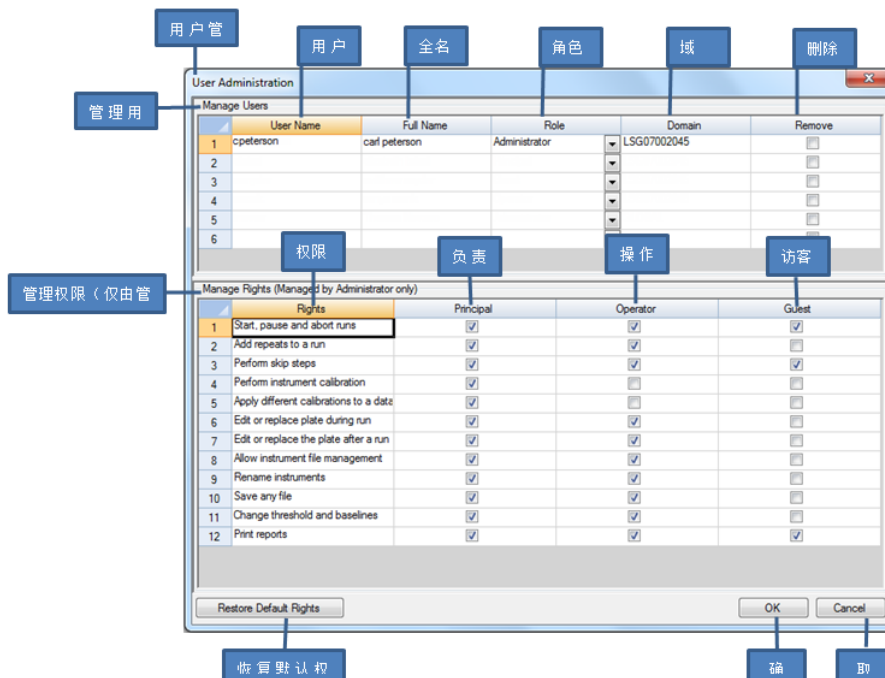 用户管
用户
全名
角色
域
删除
User Administration
管理用
Manage Users
User Name Full Name Role Domain Remove
1 cpeterson carl peterson Administrator LSG07002045
2
3
4
5
6
权限
负责
操作
访客
管理权限（仅由管
Manage Rights (Managed by Administrator only)
Rights Principal Operator Guest
1 Start, pause and abort runs
2 Add repeats to a run
3 Perform skip steps
4 Perform instrument calibration
5 Apply different calibrations to a data
6 Edit or replace plate during run
7 Edit or replace the plate after a run
8 Allow instrument file management
9 Rename instruments
10 Save any file
11 Change threshold and baselines
12 Print reports
Restore Default Rights OK Cancel
恢复默认权
确
取